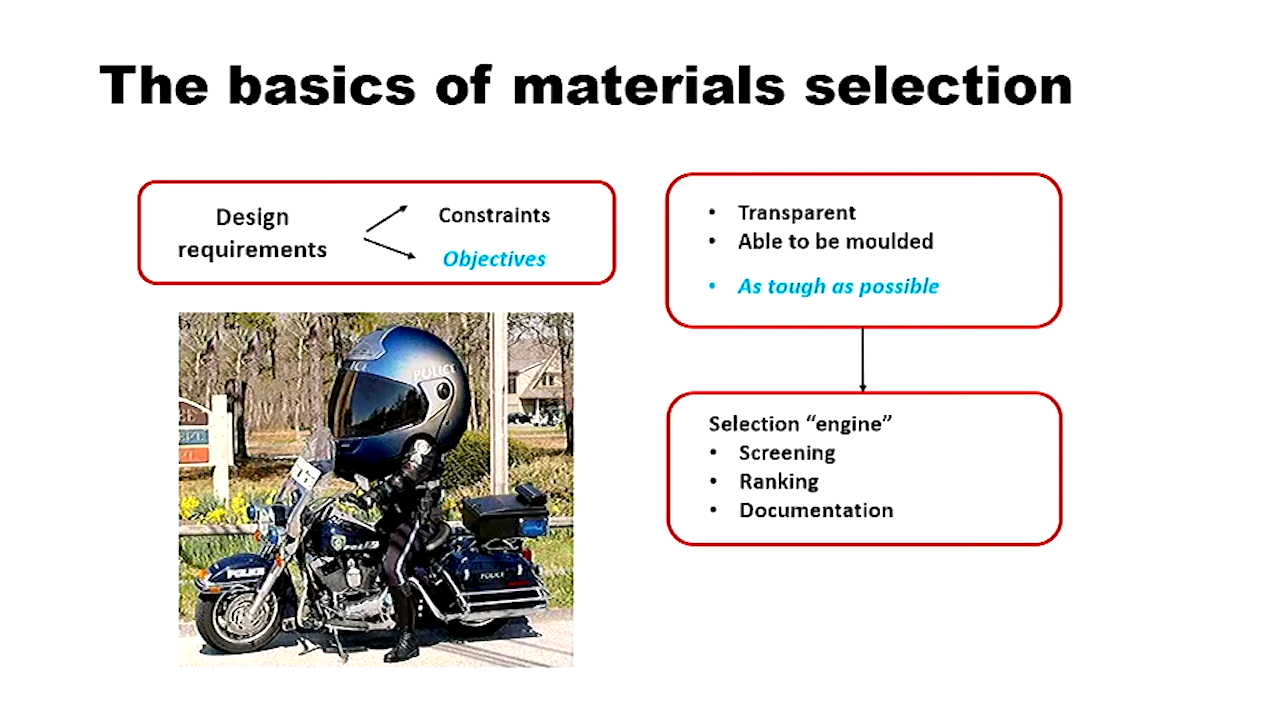 The basics of materials selection
Design
requirements
Constraints
Objectives
• Transparent
• Able to be moulded
• As tough as possible
Selection “engine”
• Screening
• Ranking
• Documentation
POLICE
POLICE
POLICE